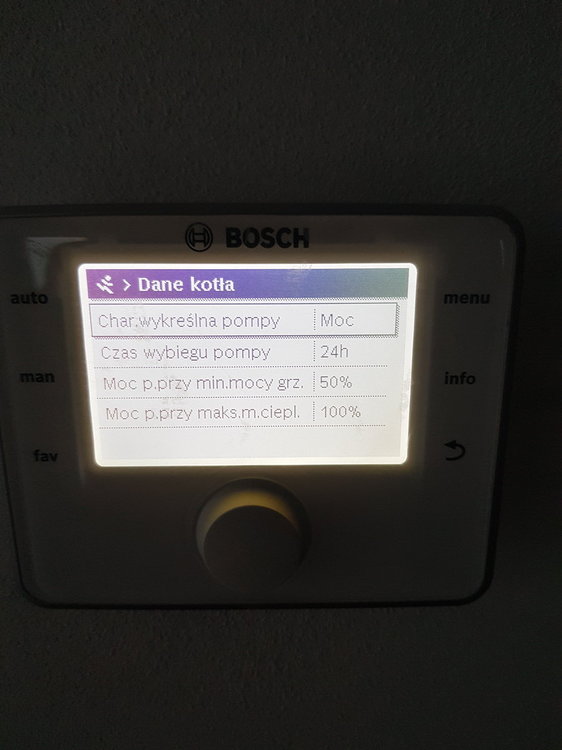 BOSCH
> Dane kotła
auto
menu
Char.wykreślna pompy Moc
Czas wybiegu pompy 24h
man
info
Moc p.przy min.mocy grz. 50%
Moc p.przy maks.m.ciepl. 100%
fav